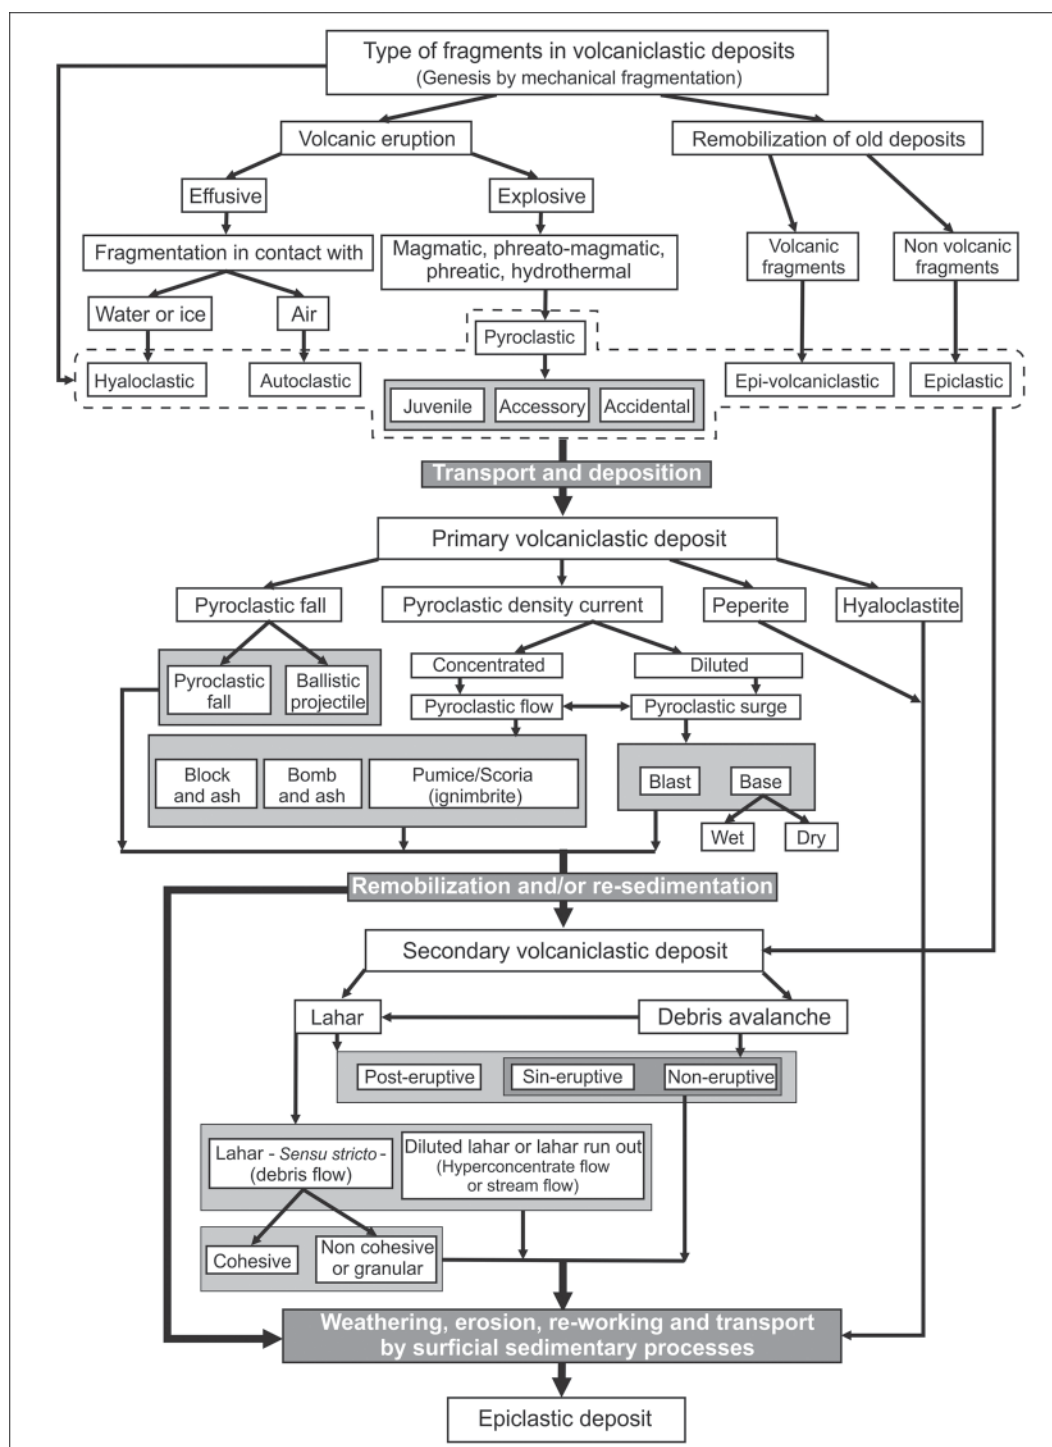 Type of fragments in volcaniclastic deposits
(Genesis by mechanical fragmentation)
Volcanic eruption
Remobilization of old deposits
Effusive
Explosive
Fragmentation in contact with
Magmatic, phreato-magmatic,
phreatic, hydrothermal
Volcanic
fragments
Non volcanic
fragments
Water or ice
Air
Pyroclastic
Hyaloclastic
Autoclastic
Epi-volcaniclastic
Epiclastic
Juvenile
Accessory
Accidental
Transport and deposition
Primary volcaniclastic deposit
Pyroclastic fall
Pyroclastic density current
Peperite
Hyaloclastite
Concentrated
Diluted
Pyroclastic
fall
Ballistic
projectile
Pyroclastic flow
Pyroclastic surge
Block
and ash
Bomb
and ash
Pumice/Scoria
(ignimbrite)
Blast
Base
Wet
Dry
Remobilization and/or re-sedimentation
Secondary volcaniclastic deposit
Lahar
Debris avalanche
Post-eruptive
Sin-eruptive
Non-eruptive
Lahar - Sensu stricto -
(debris flow)
Diluted lahar or lahar run out
(Hyperconcentrate flow
or stream flow)
Cohesive
Non cohesive
or granular
Weathering, erosion, re-working and transport
by surficial sedimentary processes
Epiclastic deposit